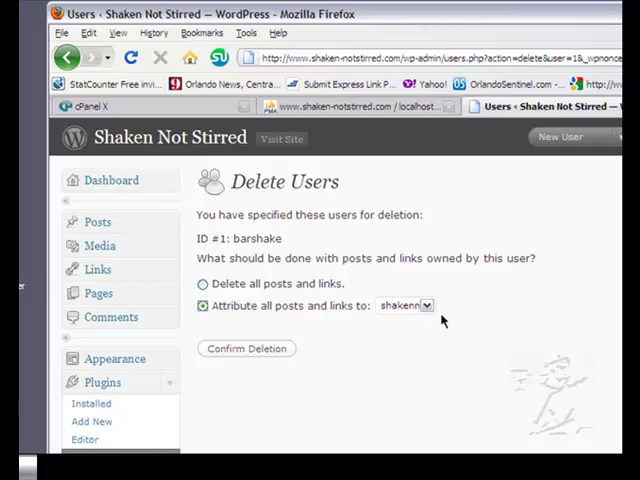 Users ‹ Shaken Not Stirred — WordPress - Mozilla Firefox
File Edit View History Bookmarks Tools Help
http://www.shaken-notstirred.com/wp-admin/users.php?action=delete&user=1&_wpnonce
StatCounter Free invi... Orlando News, Central... Submit Express Link P... Yahoo! OrlandoSentinel.com... http://www
cPanel X www.shaken-notstirred.com / localhost... Users ‹ Shaken Not Stirred —
Shaken Not Stirred Visit Site New User
Dashboard
Posts
Media
Links
Pages
Comments
Appearance
Plugins
Installed
Add New
Editor
Delete Users
You have specified these users for deletion:
ID #1: barshake
What should be done with posts and links owned by this user?
Delete all posts and links.
Attribute all posts and links to: shakenn
Confirm Deletion